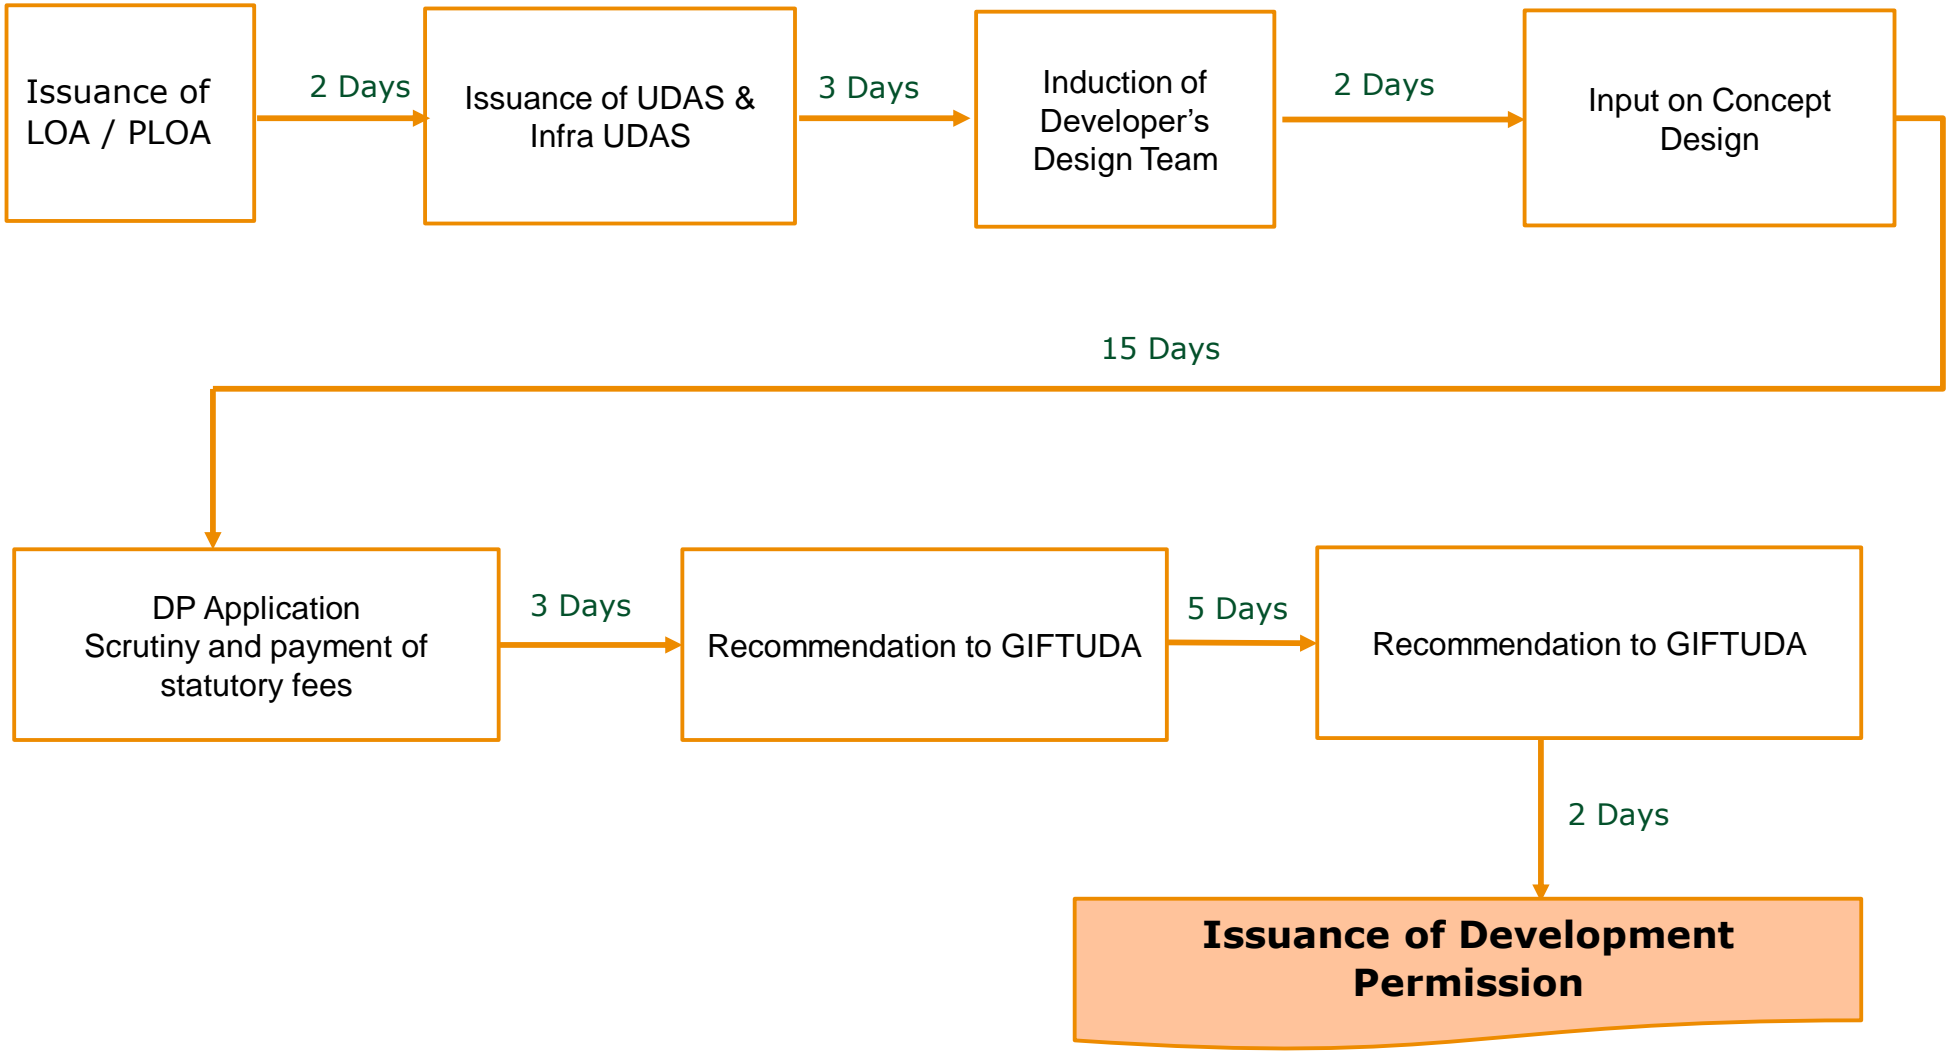 Issuance of
LOA / PLOA
2 Days
Issuance of UDAS &
Infra UDAS
3 Days
Induction of
Developer’s
Design Team
2 Days
Input on Concept
Design
15 Days
DP Application
Scrutiny and payment of
statutory fees
3 Days
Recommendation to GIFTUDA
5 Days
Recommendation to GIFTUDA
2 Days
Issuance of Development
Permission